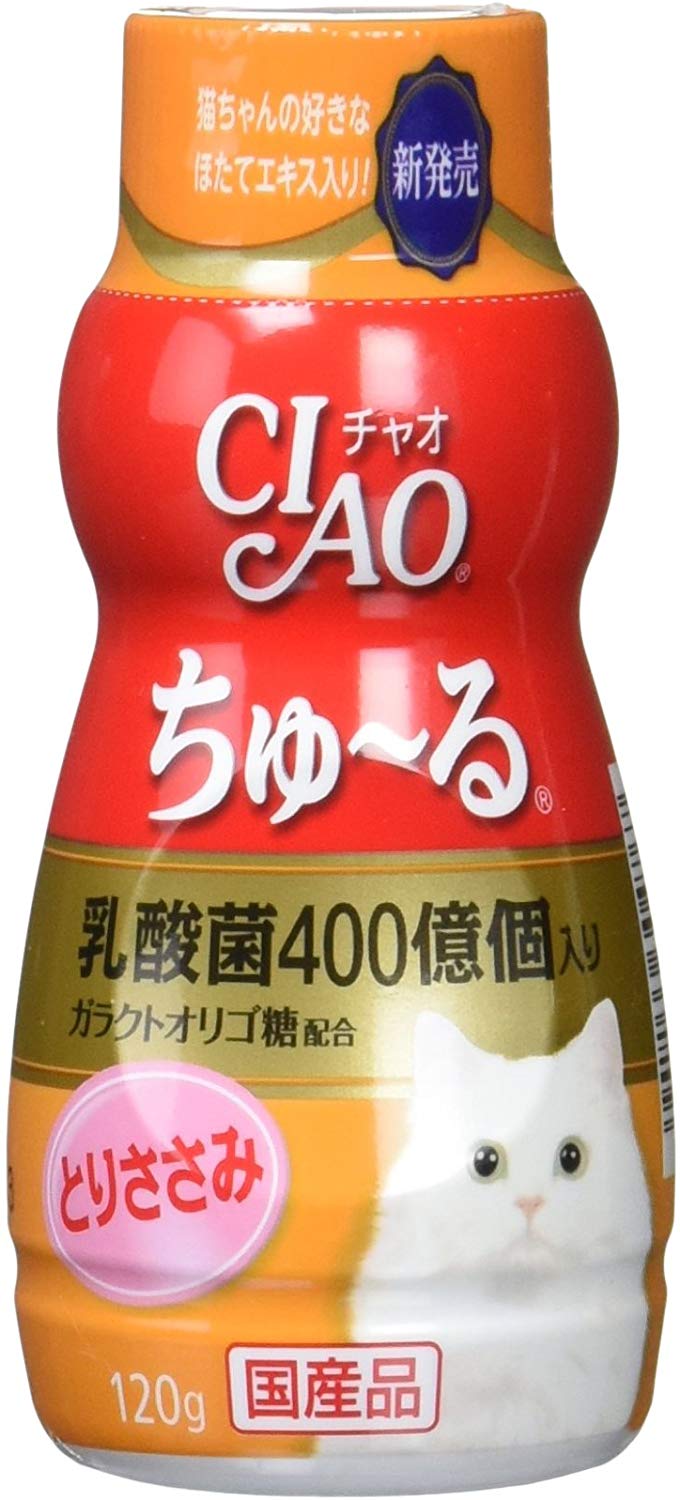 猫ちゃんの好きな
ほたてエキス入り!
新発売
CIAO チャオ ®
ちゅ～る®
乳酸菌400億個入り
ガラクトオリゴ糖配合
とりささみ
120g
国産品